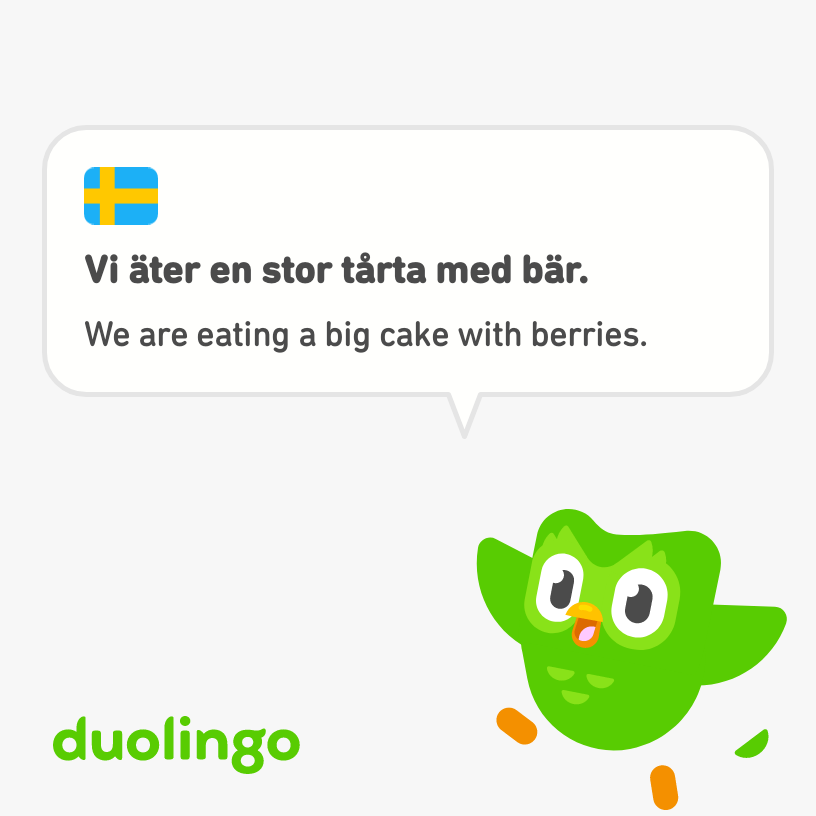 Vi äter en stor tårta med bär.
We are eating a big cake with berries.
duolingo